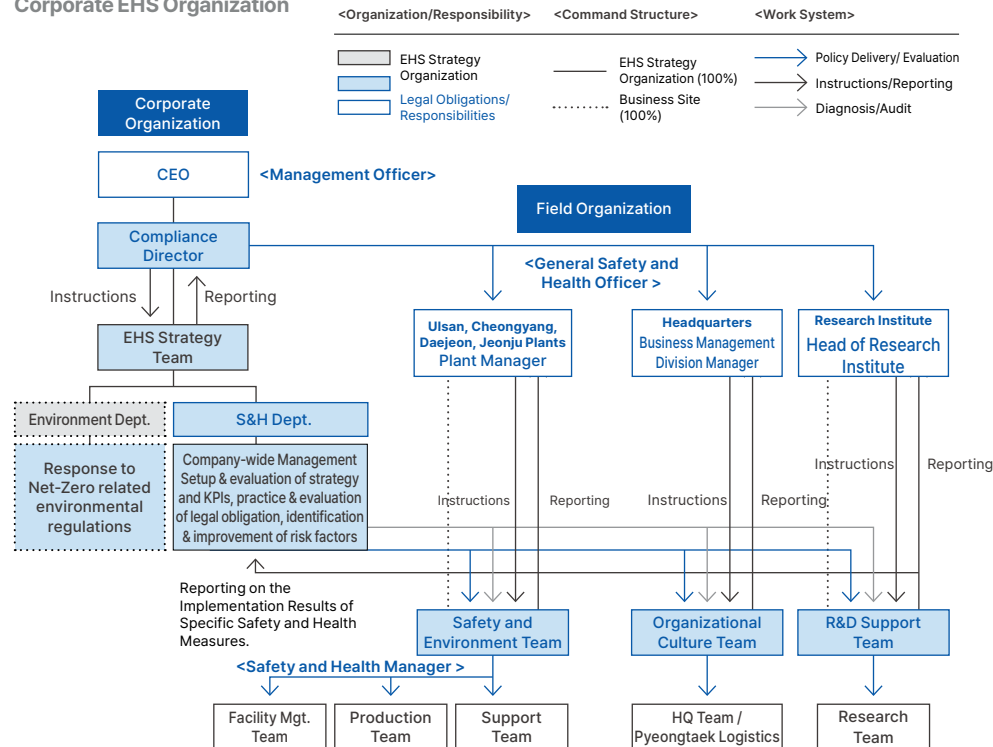 Corporate EHS Organization
<Organization/Responsibility>
<Command Structure>
<Work System>
EHS Strategy
Organization
Legal Obligations/
Responsibilities
EHS Strategy
Organization (100%)
Business Site
(100%)
Policy Delivery/ Evaluation
Instructions/Reporting
Diagnosis/Audit
Corporate
Organization
CEO
<Management Officer>
Field Organization
Compliance
Director
<General Safety and
Health Officer >
Instructions
Reporting
EHS Strategy
Team
Ulsan, Cheongyang,
Daejeon, Jeonju Plants
Plant Manager
Headquarters
Business Management
Division Manager
Research Institute
Head of Research
Institute
Environment Dept.
S&H Dept.
Response to
Net-Zero related
environmental
regulations
Company-wide Management
Setup & evaluation of strategy
and KPIs, practice & evaluation
of legal obligation, identification
& improvement of risk factors
Instructions
Reporting
Instructions
Reporting
Instructions
Reporting
Reporting on the
Implementation Results of
Specific Safety and Health
Measures.
Safety and
Environment Team
Organizational
Culture Team
R&D Support
Team
<Safety and Health Manager >
Facility Mgt.
Team
Production
Team
Support
Team
HQ Team /
Pyeongtaek Logistics
Research
Team